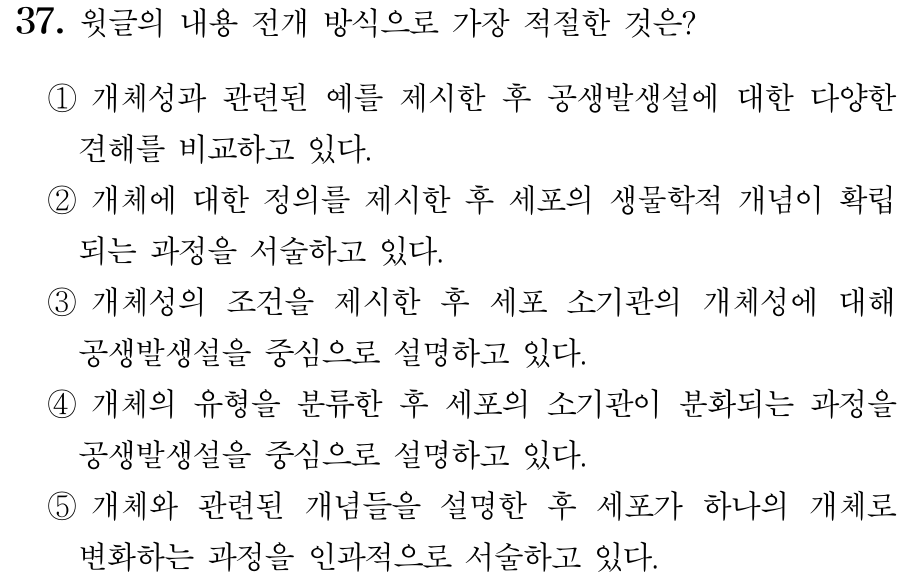 37. 윗글의 내용 전개 방식으로 가장 적절한 것은?
① 개체성과 관련된 예를 제시한 후 공생발생설에 대한 다양한
견해를 비교하고 있다.
② 개체에 대한 정의를 제시한 후 세포의 생물학적 개념이 확립
되는 과정을 서술하고 있다.
③ 개체성의 조건을 제시한 후 세포 소기관의 개체성에 대해
공생발생설을 중심으로 설명하고 있다.
④ 개체의 유형을 분류한 후 세포의 소기관이 분화되는 과정을
공생발생설을 중심으로 설명하고 있다.
⑤ 개체와 관련된 개념들을 설명한 후 세포가 하나의 개체로
변화하는 과정을 인과적으로 서술하고 있다.